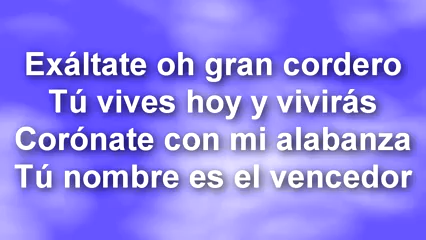 Exáltate oh gran cordero
Tú vives hoy y vivirás
Corónate con mi alabanza
Tú nombre es el vencedor